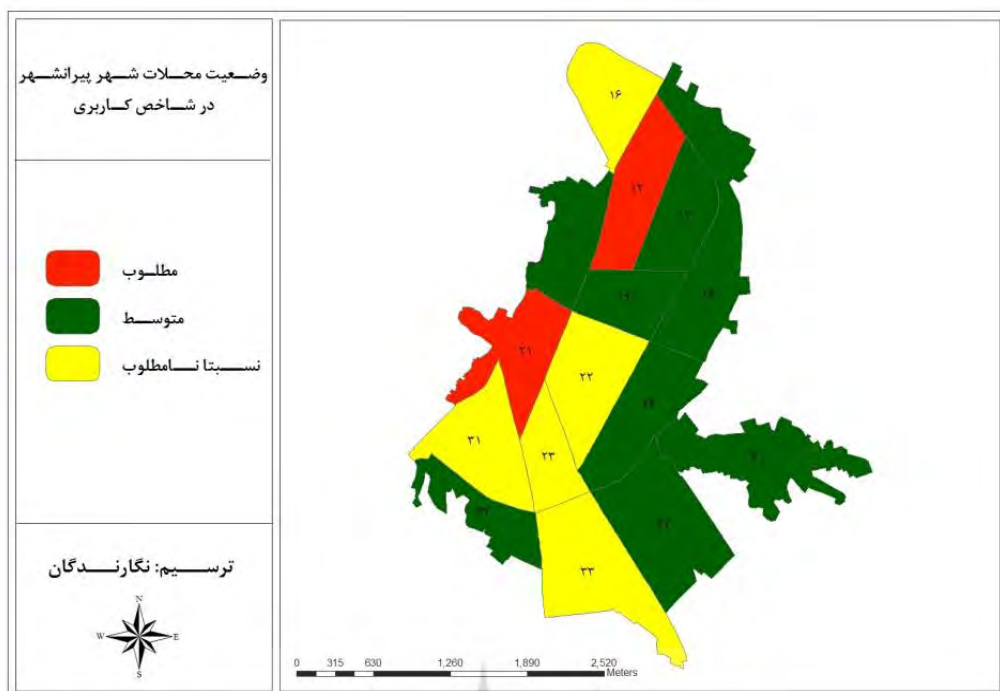 وضـعیت محـلات شـهر پیرانشـهر
در شـاخص کـاربری
مطلـوب
متوسـط
نسـبتا نـامطلوب
ترسـیم: نگارنـدگان
N
W E
S
۱۶
۱۲
۲۱
۲۲
۳۱
۲۳
۳۳
0 315 630 1,260 1,890 2,520
Meters